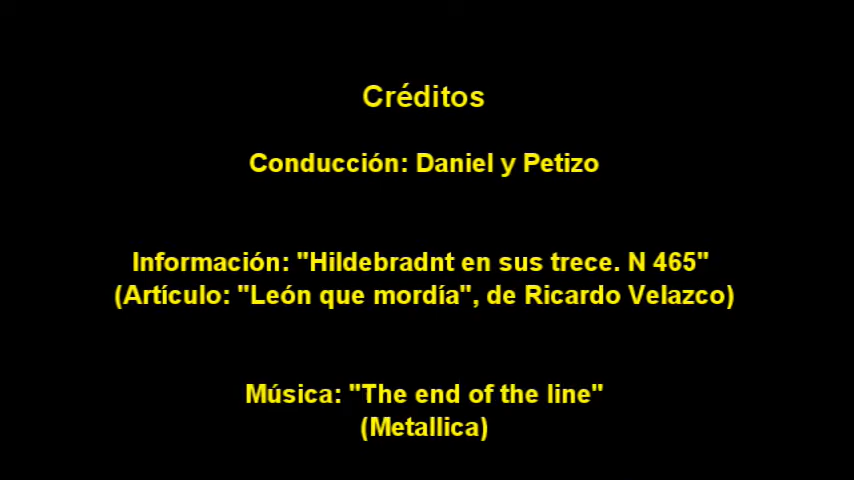 Créditos
Conducción: Daniel y Petizo
Información: "Hildebradnt en sus trece. N 465"
(Artículo: "León que mordía", de Ricardo Velazco)
Música: "The end of the line"
(Metallica)